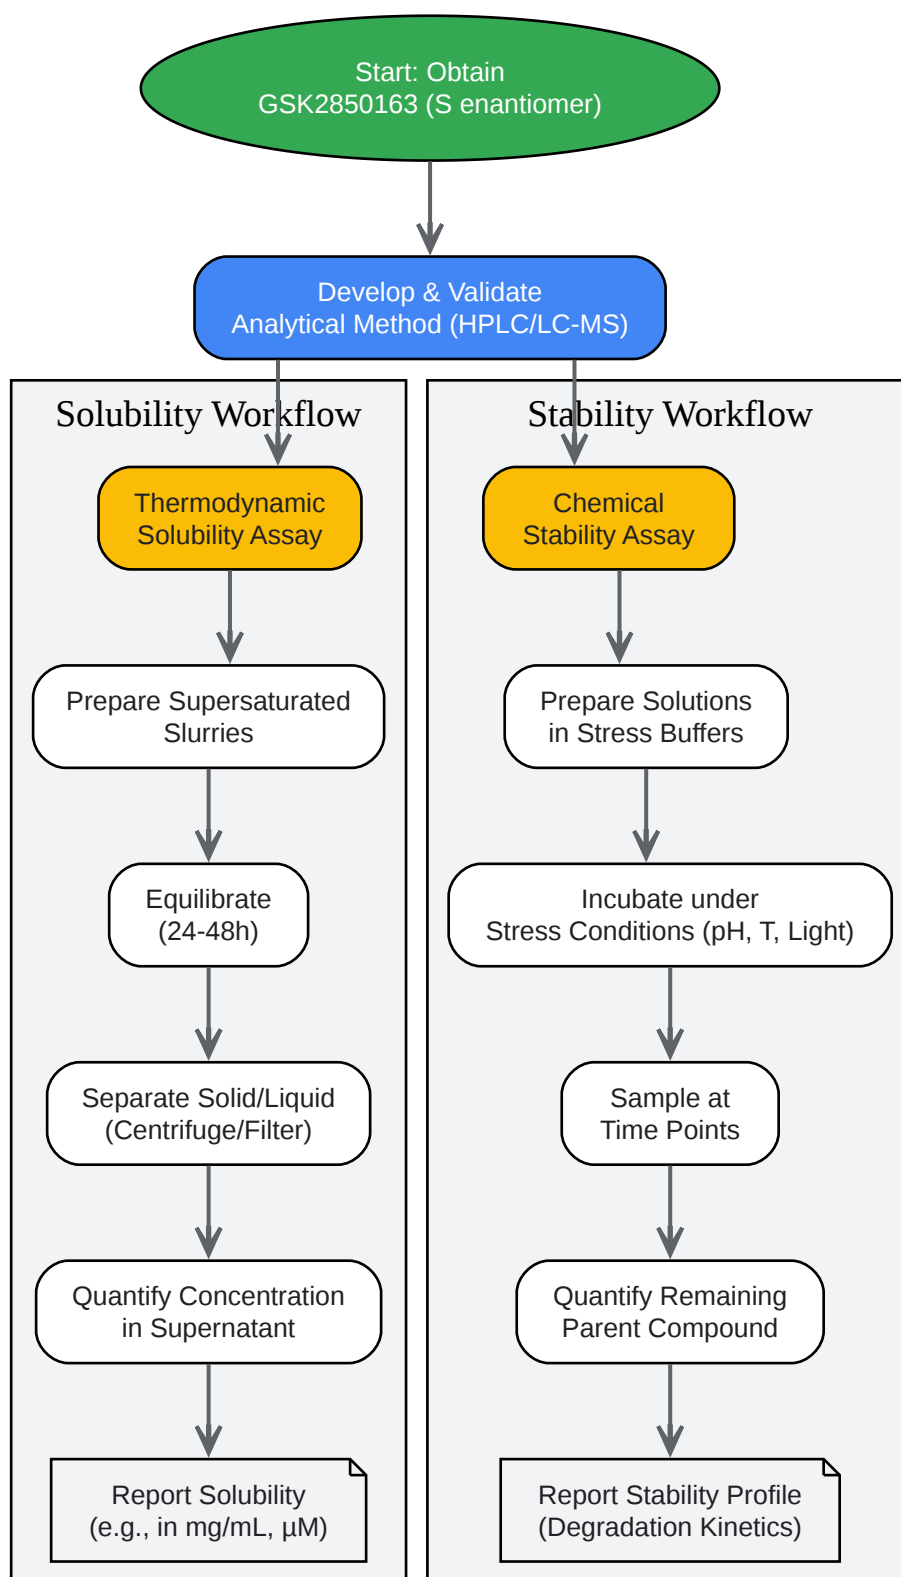 Start: Obtain
GSK2850163 (S enantiomer)
Develop & Validate
Analytical Method (HPLC/LC-MS)
Solubility Workflow
Thermodynamic
Solubility Assay
Prepare Supersaturated
Slurries
Equilibrate
(24-48h)
Separate Solid/Liquid
(Centrifuge/Filter)
Quantify Concentration
in Supernatant
Report Solubility
(e.g., in mg/mL, µM)
Stability Workflow
Chemical
Stability Assay
Prepare Solutions
in Stress Buffers
Incubate under
Stress Conditions (pH, T, Light)
Sample at
Time Points
Quantify Remaining
Parent Compound
Report Stability Profile
(Degradation Kinetics)